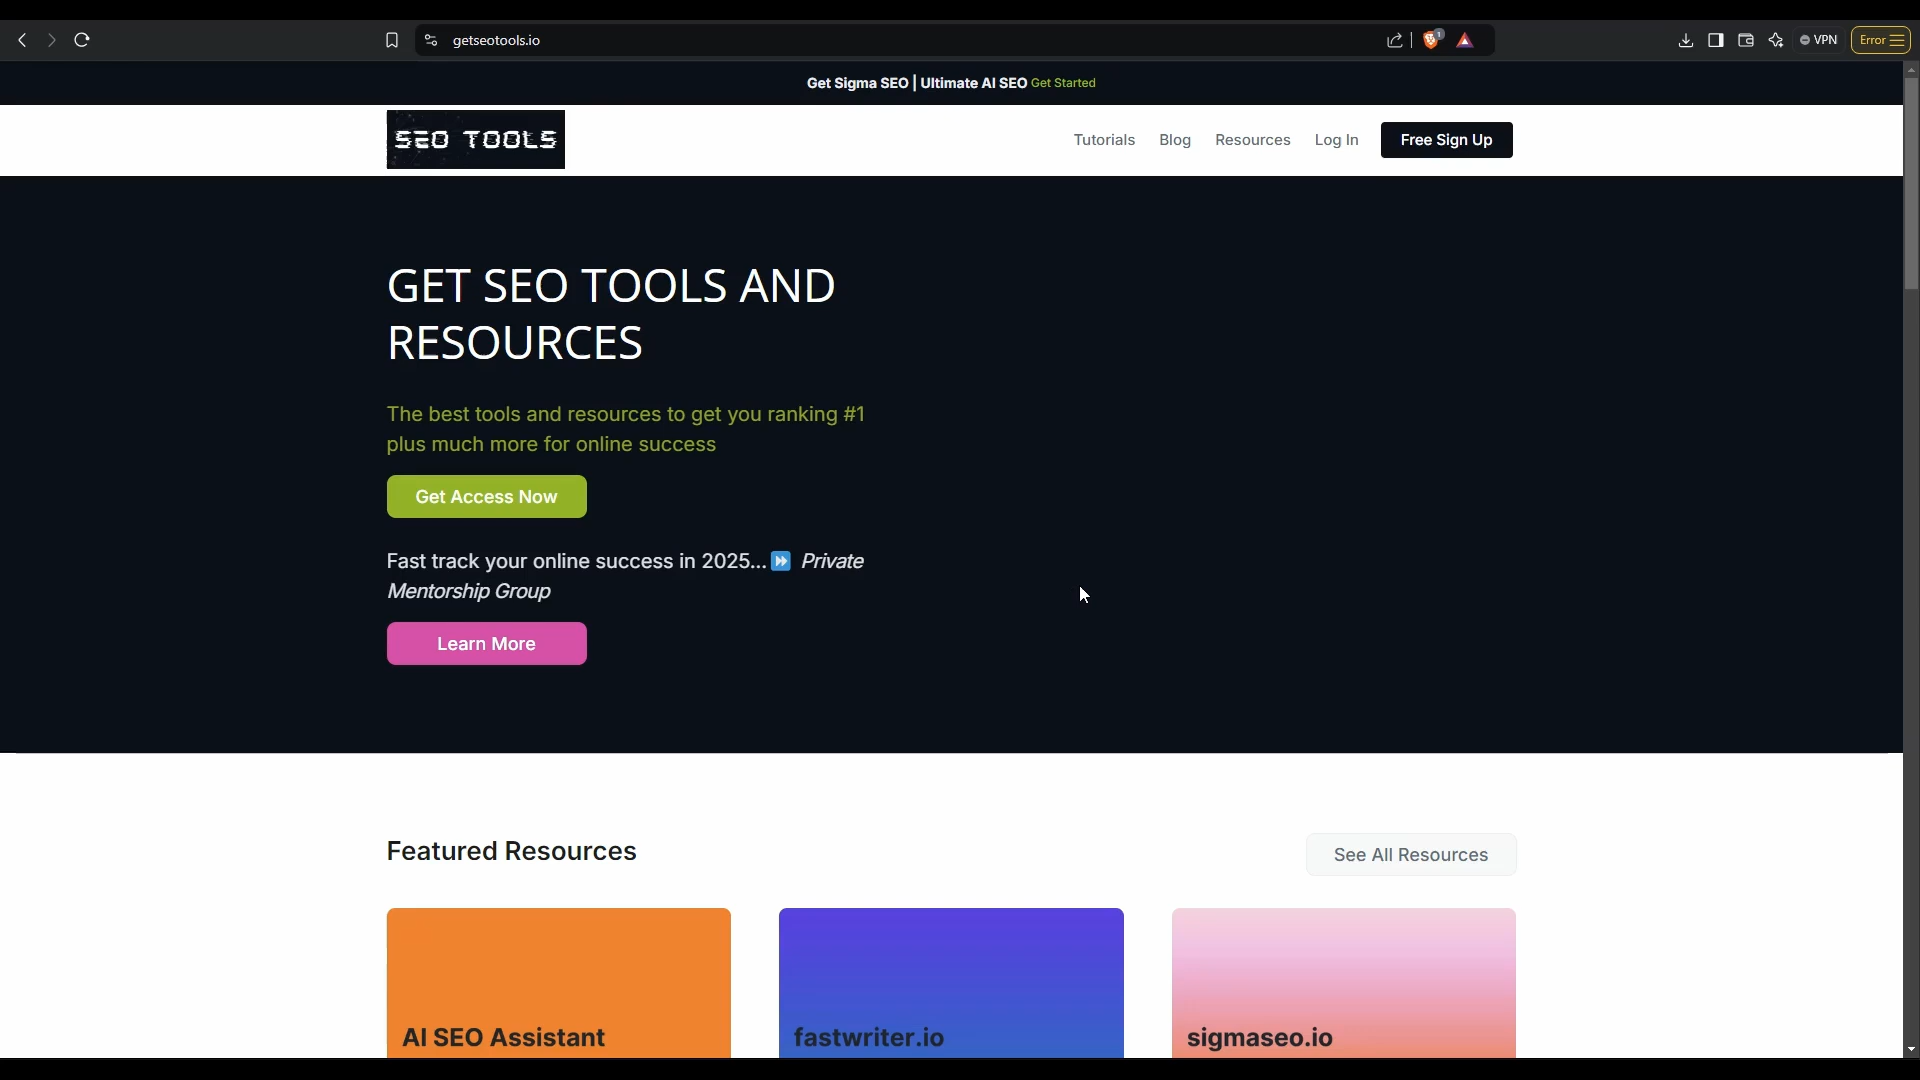 getseotools.io
1
VPN
Error
Get Sigma SEO | Ultimate AI SEO Get Started
SEO TOOLS
Tutorials
Blog
Resources
Log In
Free Sign Up
GET SEO TOOLS AND
RESOURCES
The best tools and resources to get you ranking #1
plus much more for online success
Get Access Now
Fast track your online success in 2025...⏩ Private
Mentorship Group
Learn More
Featured Resources
See All Resources
AI SEO Assistant
fastwriter.io
sigmaseo.io